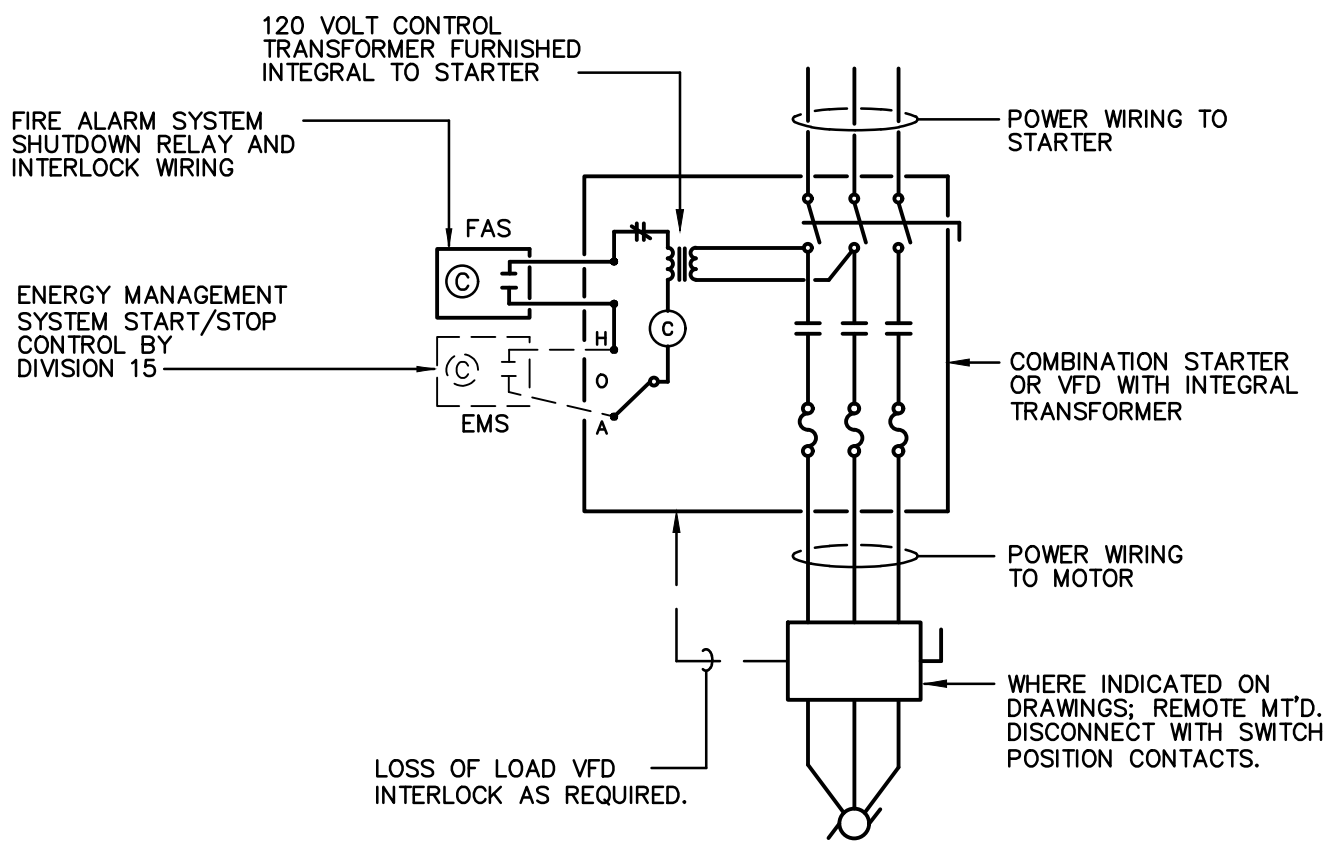 120 VOLT CONTROL
TRANSFORMER FURNISHED
INTEGRAL TO STARTER
FIRE ALARM SYSTEM
SHUTDOWN RELAY AND
INTERLOCK WIRING
POWER WIRING TO
STARTER
FAS
C
ENERGY MANAGEMENT
SYSTEM START/STOP
CONTROL BY
DIVISION 15
C
EMS
H
O
A
C
COMBINATION STARTER
OR VFD WITH INTEGRAL
TRANSFORMER
POWER WIRING
TO MOTOR
WHERE INDICATED ON
DRAWINGS; REMOTE MT'D.
DISCONNECT WITH SWITCH
POSITION CONTACTS.
LOSS OF LOAD VFD
INTERLOCK AS REQUIRED.